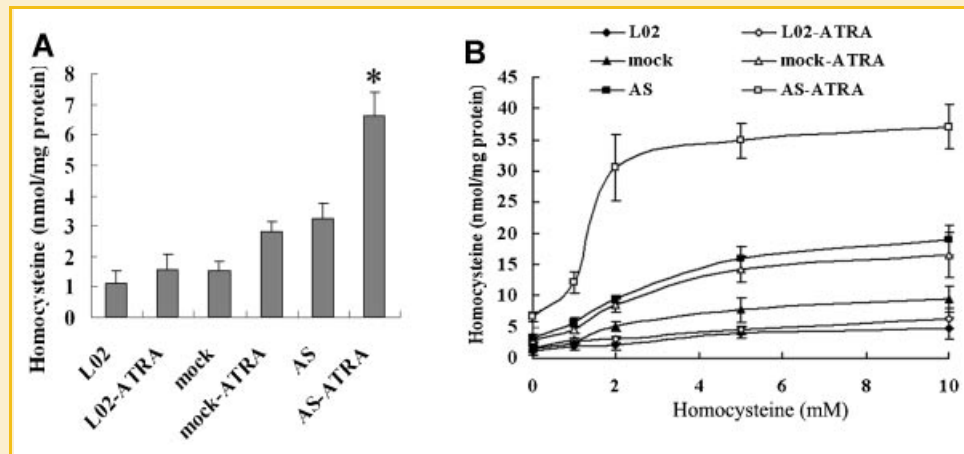 A
Homocysteine (nmol/mg protein)
8
7
6
5
4
3
2
1
0
*
L02
L02-ATRA
mock
mock-ATRA
AS
AS-ATRA
B
L02
L02-ATRA
mock
mock-ATRA
AS
AS-ATRA
Homocysteine (nmol/mg protein)
45
40
35
30
25
20
15
10
5
0
0 2 4 6 8 10
Homocysteine (mM)